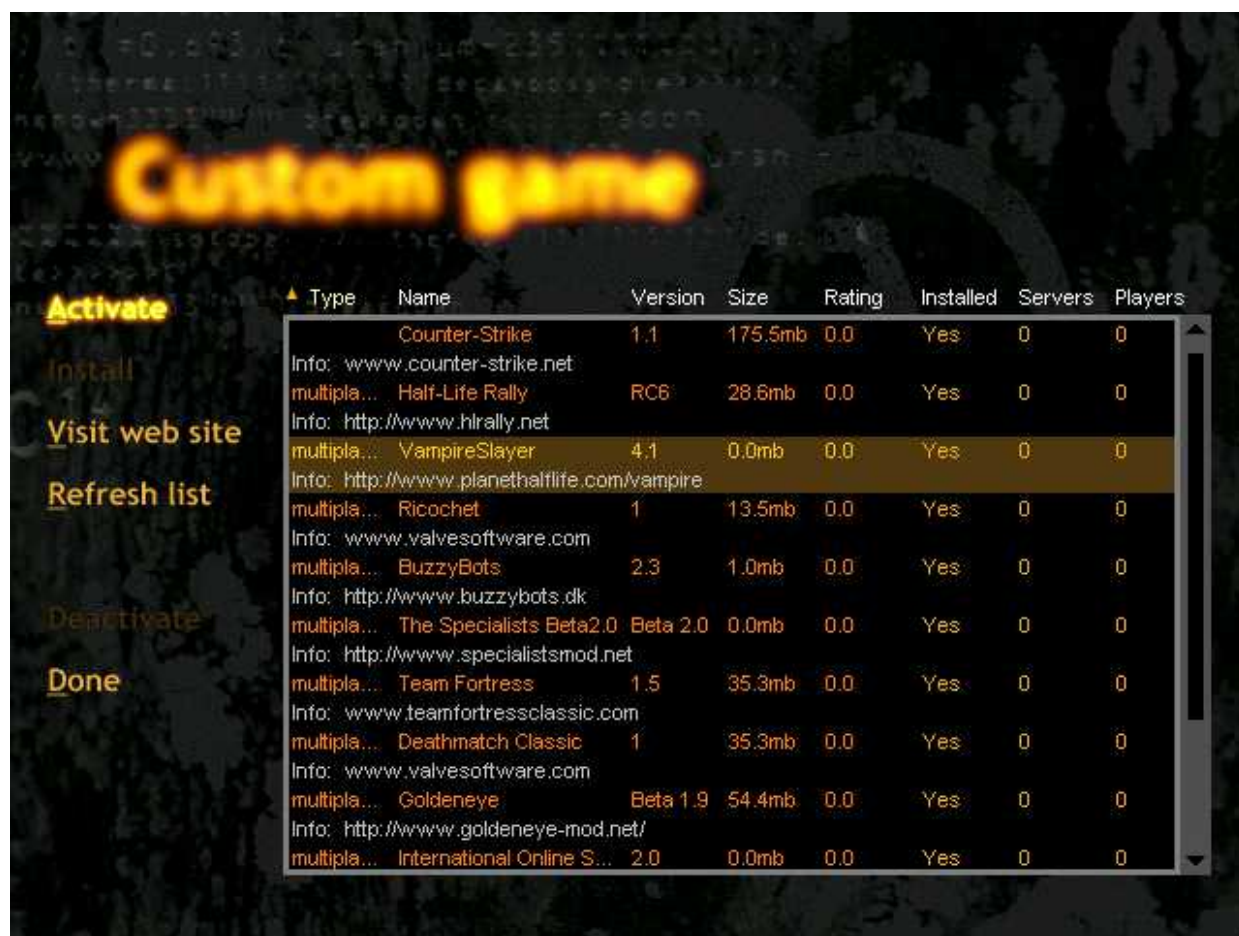 Custom game
Activate
Install
Visit web site
Refresh list
Deactivate
Done
Type Name Version Size Rating Installed Servers Players
Counter-Strike 1.1 175.5mb 0.0 Yes 0 0
Info: www.counter-strike.net
multipla... Half-Life Rally RC6 28.6mb 0.0 Yes 0 0
Info: http://www.hlrally.net
multipla... VampireSlayer 4.1 0.0mb 0.0 Yes 0 0
Info: http://www.planethalflife.com/vampire
multipla... Ricochet 1 13.5mb 0.0 Yes 0 0
Info: www.valvesoftware.com
multipla... BuzzyBots 2.3 1.0mb 0.0 Yes 0 0
Info: http://www.buzzybots.dk
multipla... The Specialists Beta2.0 Beta 2.0 0.0mb 0.0 Yes 0 0
Info: http://www.specialistsmod.net
multipla... Team Fortress 1.5 35.3mb 0.0 Yes 0 0
Info: www.teamfortressclassic.com
multipla... Deathmatch Classic 1 35.3mb 0.0 Yes 0 0
Info: www.valvesoftware.com
multipla... Goldeneye Beta 1.9 54.4mb 0.0 Yes 0 0
Info: http://www.goldeneye-mod.net/
multipla... International Online S... 2.0 0.0mb 0.0 Yes 0 0